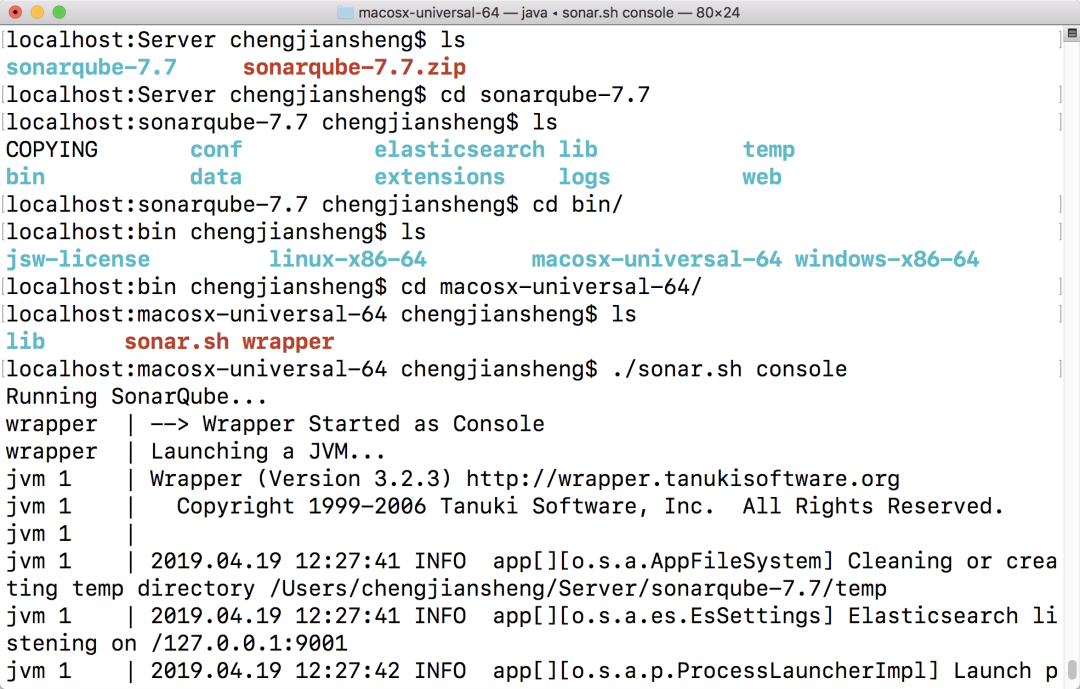 macosx-universal-64 — java ◂ sonar.sh console — 80×24
[localhost:Server chengjiansheng$ ls ]
sonarqube-7.7     sonarqube-7.7.zip
[localhost:Server chengjiansheng$ cd sonarqube-7.7 ]
[localhost:sonarqube-7.7 chengjiansheng$ ls ]
COPYING       conf          elasticsearch lib           temp
bin           data          extensions    logs          web
[localhost:sonarqube-7.7 chengjiansheng$ cd bin/ ]
[localhost:bin chengjiansheng$ ls ]
jsw-license         linux-x86-64        macosx-universal-64 windows-x86-64
[localhost:bin chengjiansheng$ cd macosx-universal-64/ ]
[localhost:macosx-universal-64 chengjiansheng$ ls ]
lib      sonar.sh wrapper
[localhost:macosx-universal-64 chengjiansheng$ ./sonar.sh console ]
Running SonarQube...
wrapper  | --> Wrapper Started as Console
wrapper  | Launching a JVM...
jvm 1    | Wrapper (Version 3.2.3) http://wrapper.tanukisoftware.org
jvm 1    |   Copyright 1999-2006 Tanuki Software, Inc.  All Rights Reserved.
jvm 1    |
jvm 1    | 2019.04.19 12:27:41 INFO  app[][o.s.a.AppFileSystem] Cleaning or crea
ting temp directory /Users/chengjiansheng/Server/sonarqube-7.7/temp
jvm 1    | 2019.04.19 12:27:41 INFO  app[][o.s.a.es.EsSettings] Elasticsearch li
stening on /127.0.0.1:9001
jvm 1    | 2019.04.19 12:27:42 INFO  app[][o.s.a.p.ProcessLauncherImpl] Launch p